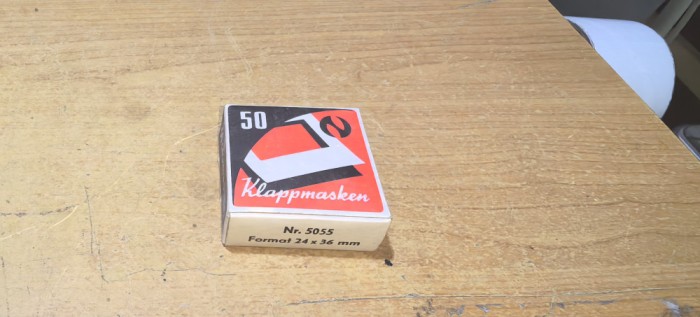 50
Klappmasken
Nr. 5055
Format 24 x 36 mm